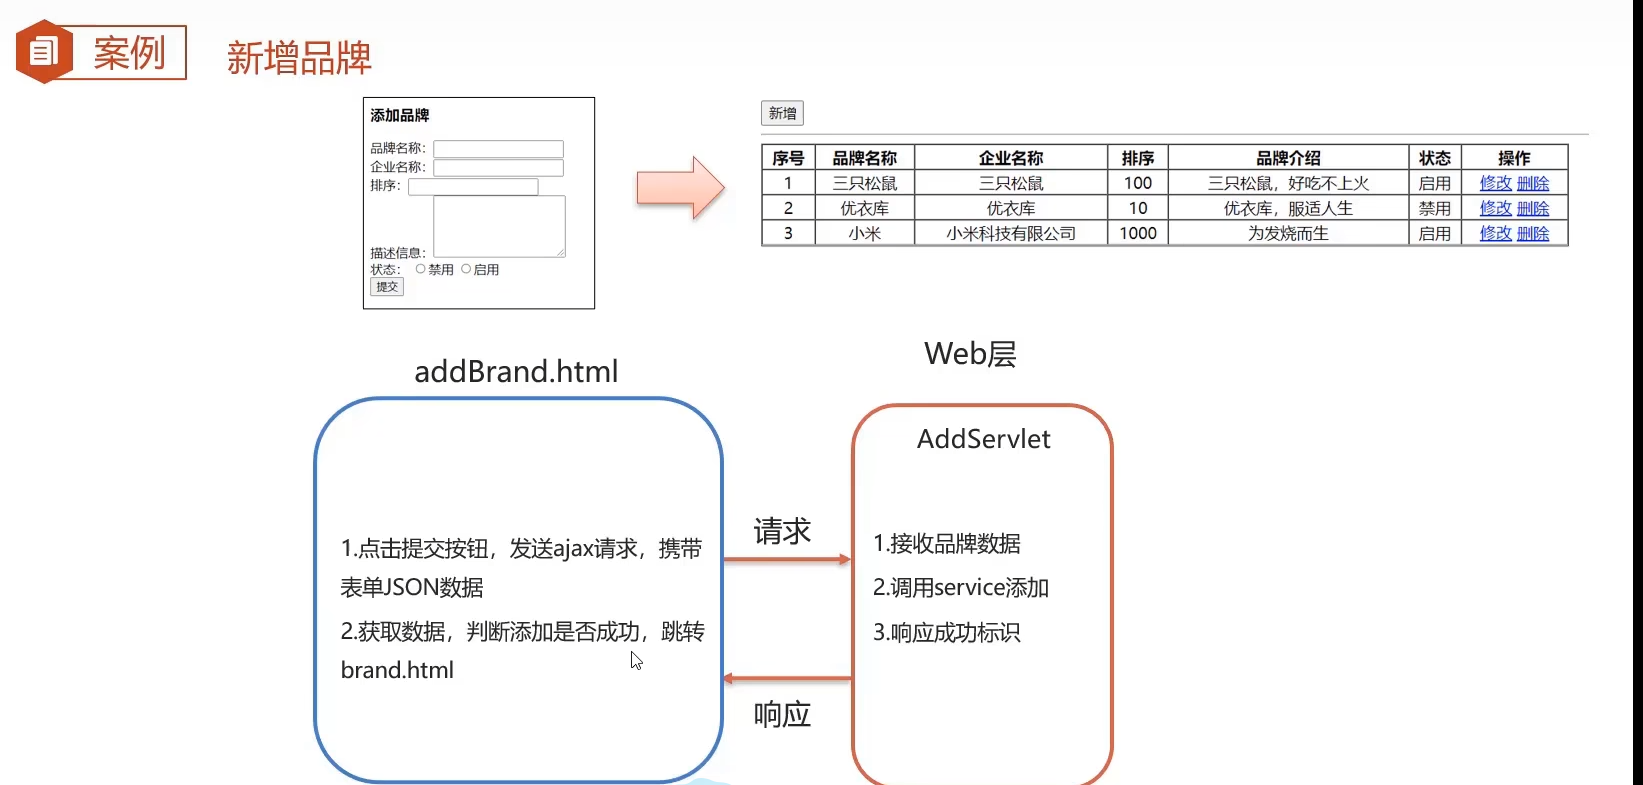 案例
新增品牌
添加品牌
品牌名称：
企业名称：
排序：
描述信息：
状态： 禁用 启用
提交
新增
序号 品牌名称 企业名称 排序 品牌介绍 状态 操作
1 三只松鼠 三只松鼠 100 三只松鼠，好吃不上火 启用 修改 删除
2 优衣库 优衣库 10 优衣库，服适人生 禁用 修改 删除
3 小米 小米科技有限公司 1000 为发烧而生 启用 修改 删除
addBrand.html
1.点击提交按钮，发送ajax请求，携带
表单JSON数据
2.获取数据，判断添加是否成功，跳转
brand.html
请求
响应
Web层
AddServlet
1.接收品牌数据
2.调用service添加
3.响应成功标识